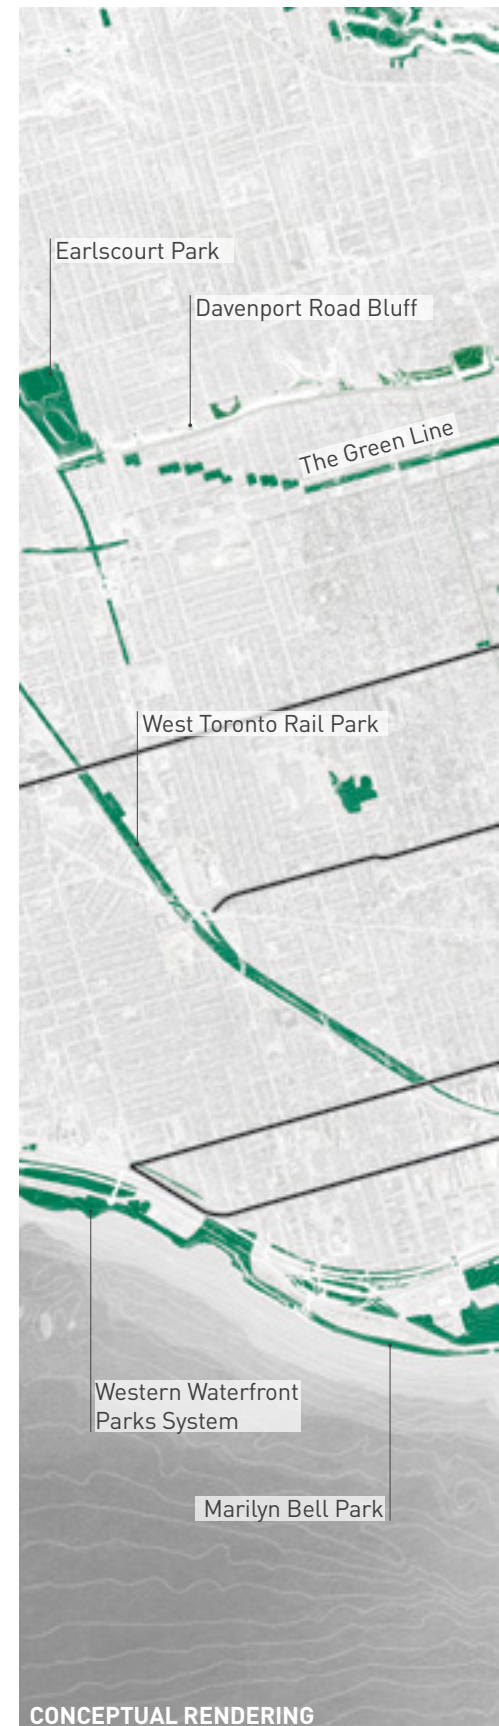 Earlscourt Park
Davenport Road Bluff
The Green Line
West Toronto Rail Park
Western Waterfront
Parks System
Marilyn Bell Park
CONCEPTUAL RENDERING